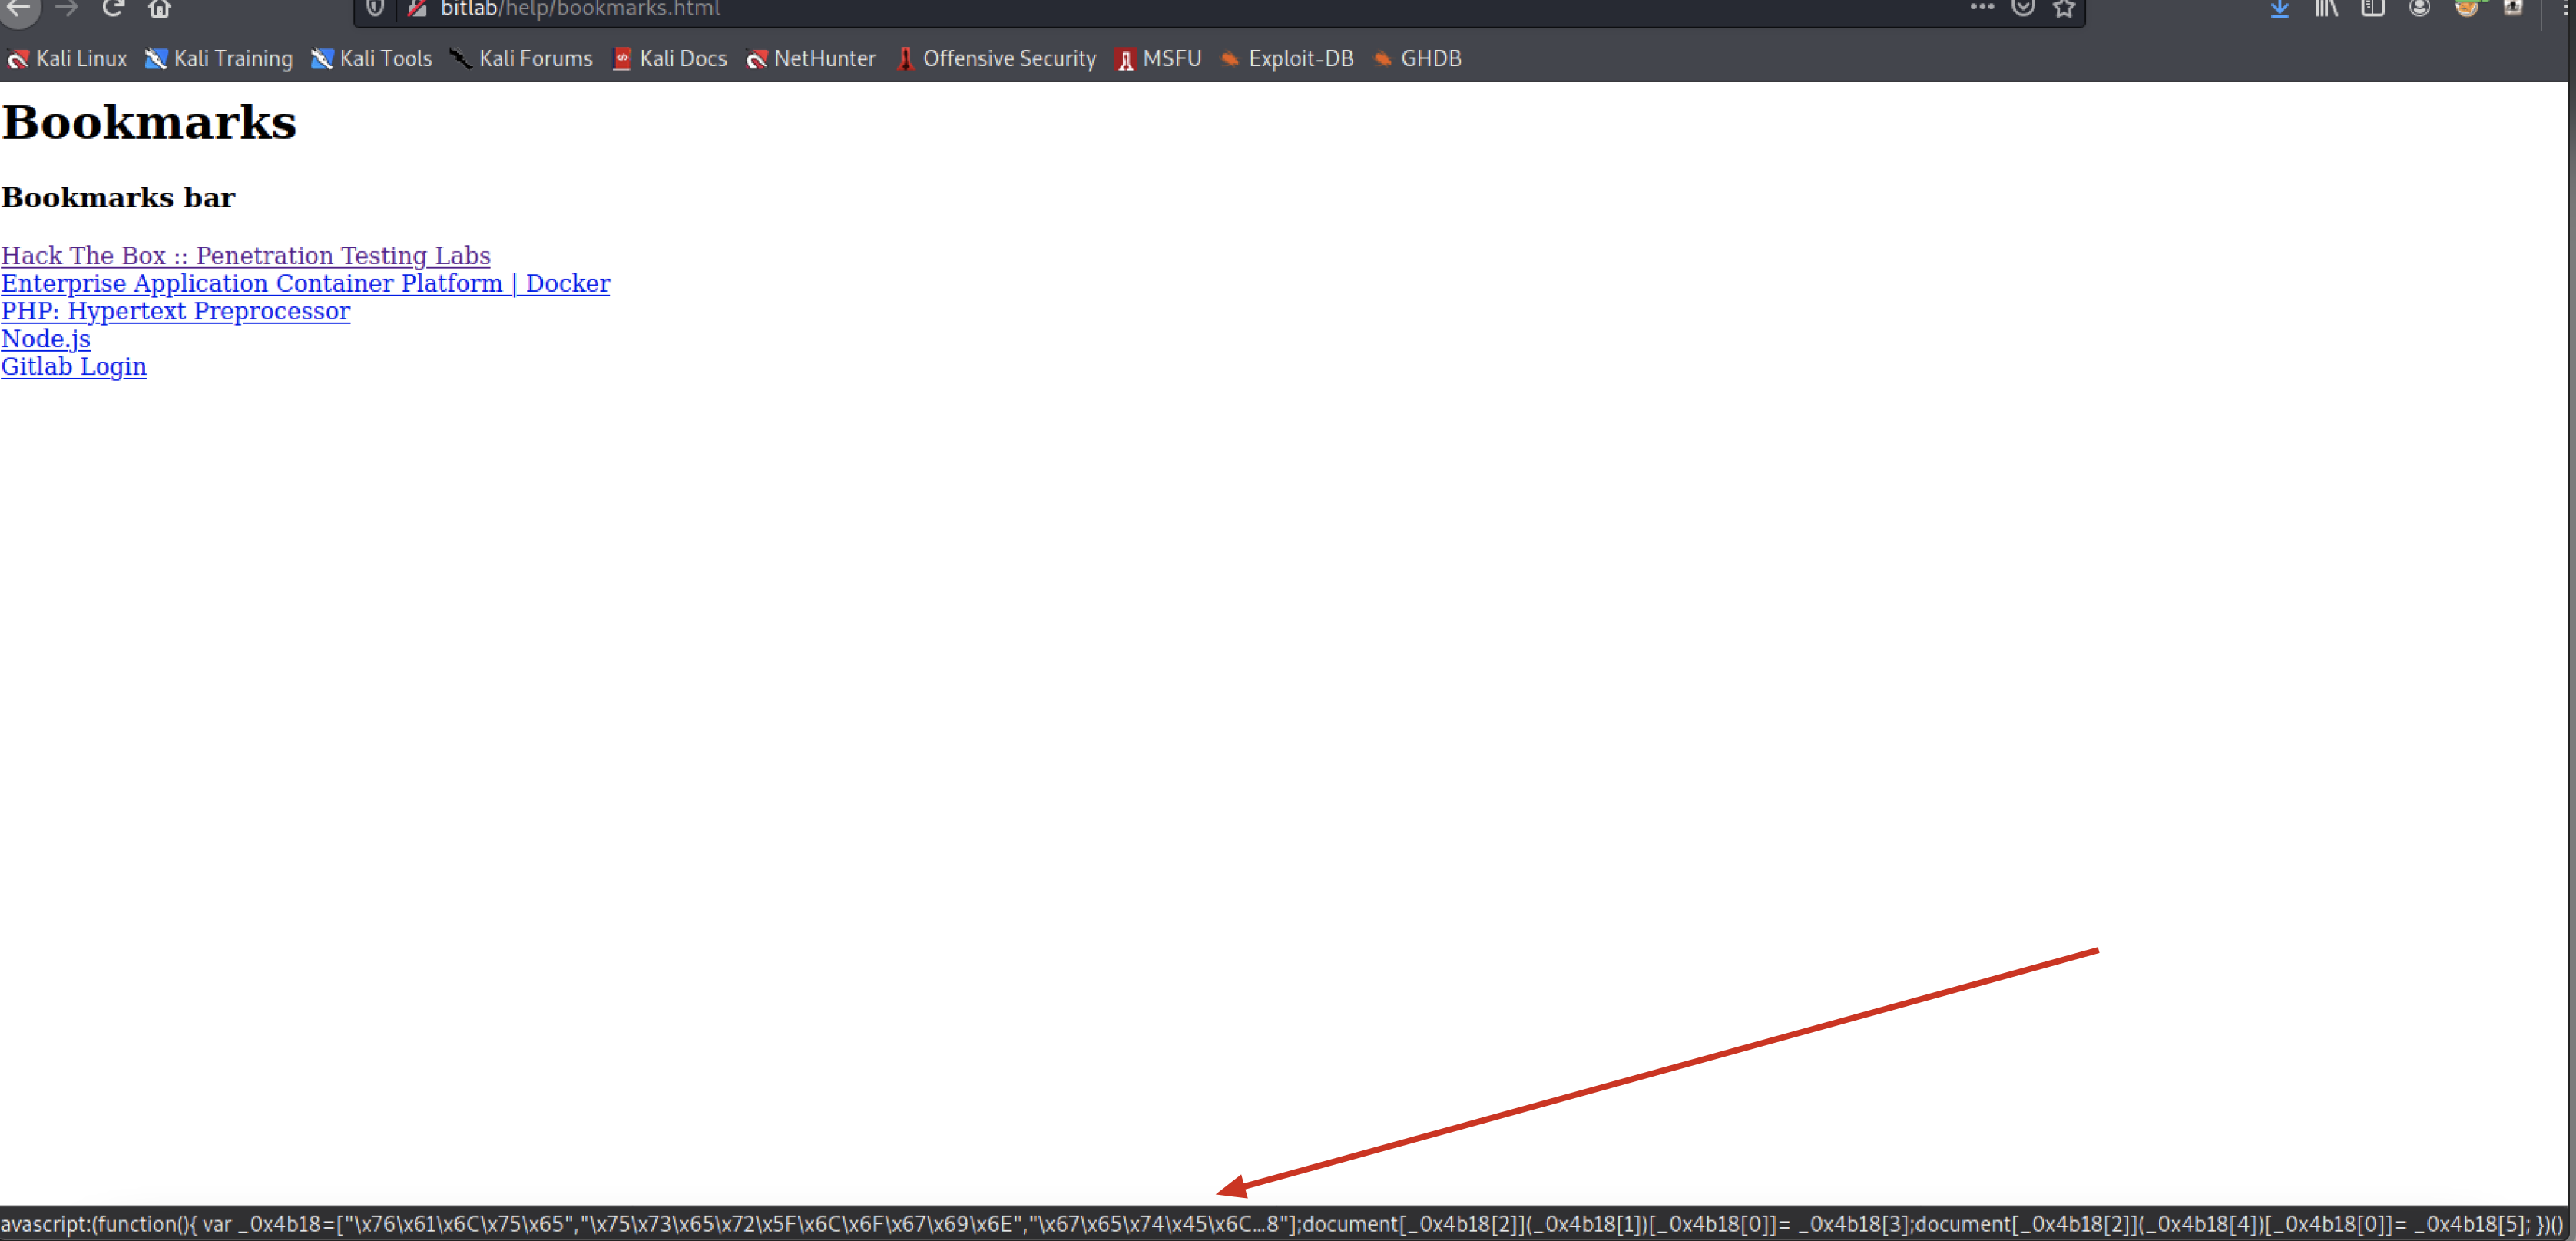 bitlab/help/bookmarks.html
Kali Linux Kali Training Kali Tools Kali Forums Kali Docs NetHunter Offensive Security MSFU Exploit-DB GHDB
Bookmarks
Bookmarks bar
Hack The Box :: Penetration Testing Labs
Enterprise Application Container Platform | Docker
PHP: Hypertext Preprocessor
Node.js
Gitlab Login
avascript:(function(){ var _0x4b18=["\x76\x61\x6C\x75\x65","\x75\x73\x65\x72\x5F\x6C\x6F\x67\x69\x6E","\x67\x65\x74\x45\x6C…8"];document[_0x4b18[2]](_0x4b18[1])[_0x4b18[0]]= _0x4b18[3];document[_0x4b18[2]](_0x4b18[4])[_0x4b18[0]]= _0x4b18[5]; })()